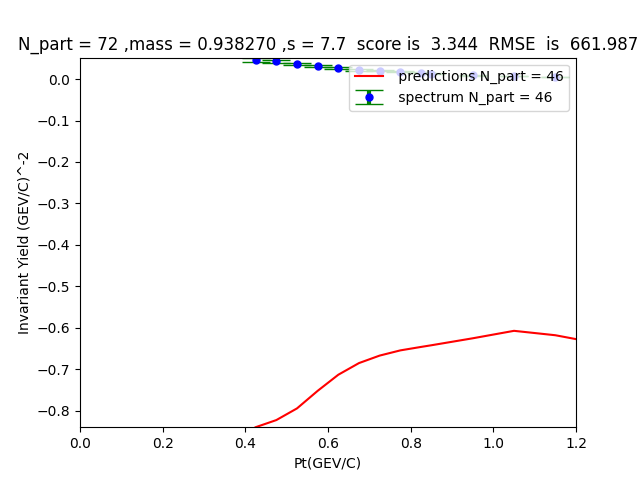 N_part = 72 ,mass = 0.938270 ,s = 7.7  score is  3.344  RMSE  is  661.987
predictions N_part = 46
spectrum N_part = 46
Invariant Yield (GEV/C)^-2
0.0
−0.1
−0.2
−0.3
−0.4
−0.5
−0.6
−0.7
−0.8
0.0 0.2 0.4 0.6 0.8 1.0 1.2
Pt(GEV/C)